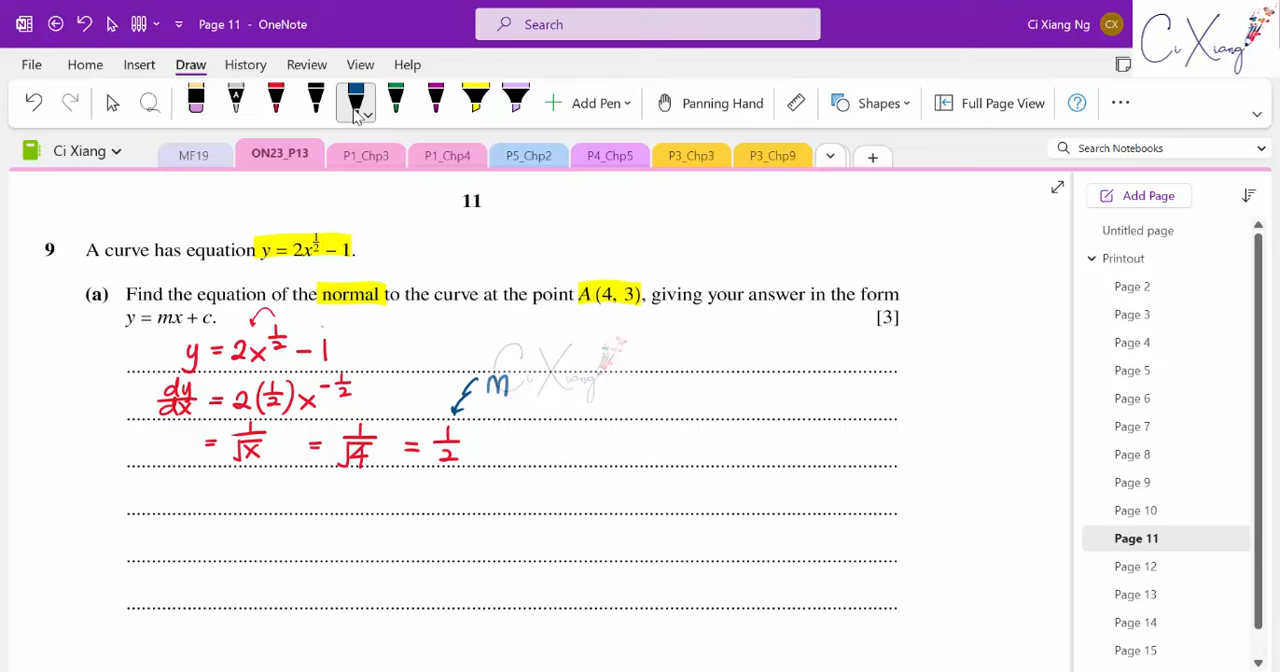 Page 11 - OneNote
Search
Ci Xiang Ng
CX
Ci Xiang
File Home Insert Draw History Review View Help
A
Add Pen
Panning Hand
Shapes
Full Page View
Ci Xiang
MF19
ON23_P13
P1_Chp3
P1_Chp4
P5_Chp2
P4_Chp5
P3_Chp3
P3_Chp9
Search Notebooks
Add Page
Untitled page
Printout
Page 2
Page 3
Page 4
Page 5
Page 6
Page 7
Page 8
Page 9
Page 10
Page 11
Page 12
Page 13
Page 14
Page 15
11
9 A curve has equation y = 2x^(1/2) – 1.
(a) Find the equation of the normal to the curve at the point A (4, 3), giving your answer in the form
y = mx + c. [3]
y = 2x^(1/2) – 1
dy/dx = 2(1/2)x^(-1/2)
m
= 1/√x = 1/√4 = 1/2
Ci Xiang